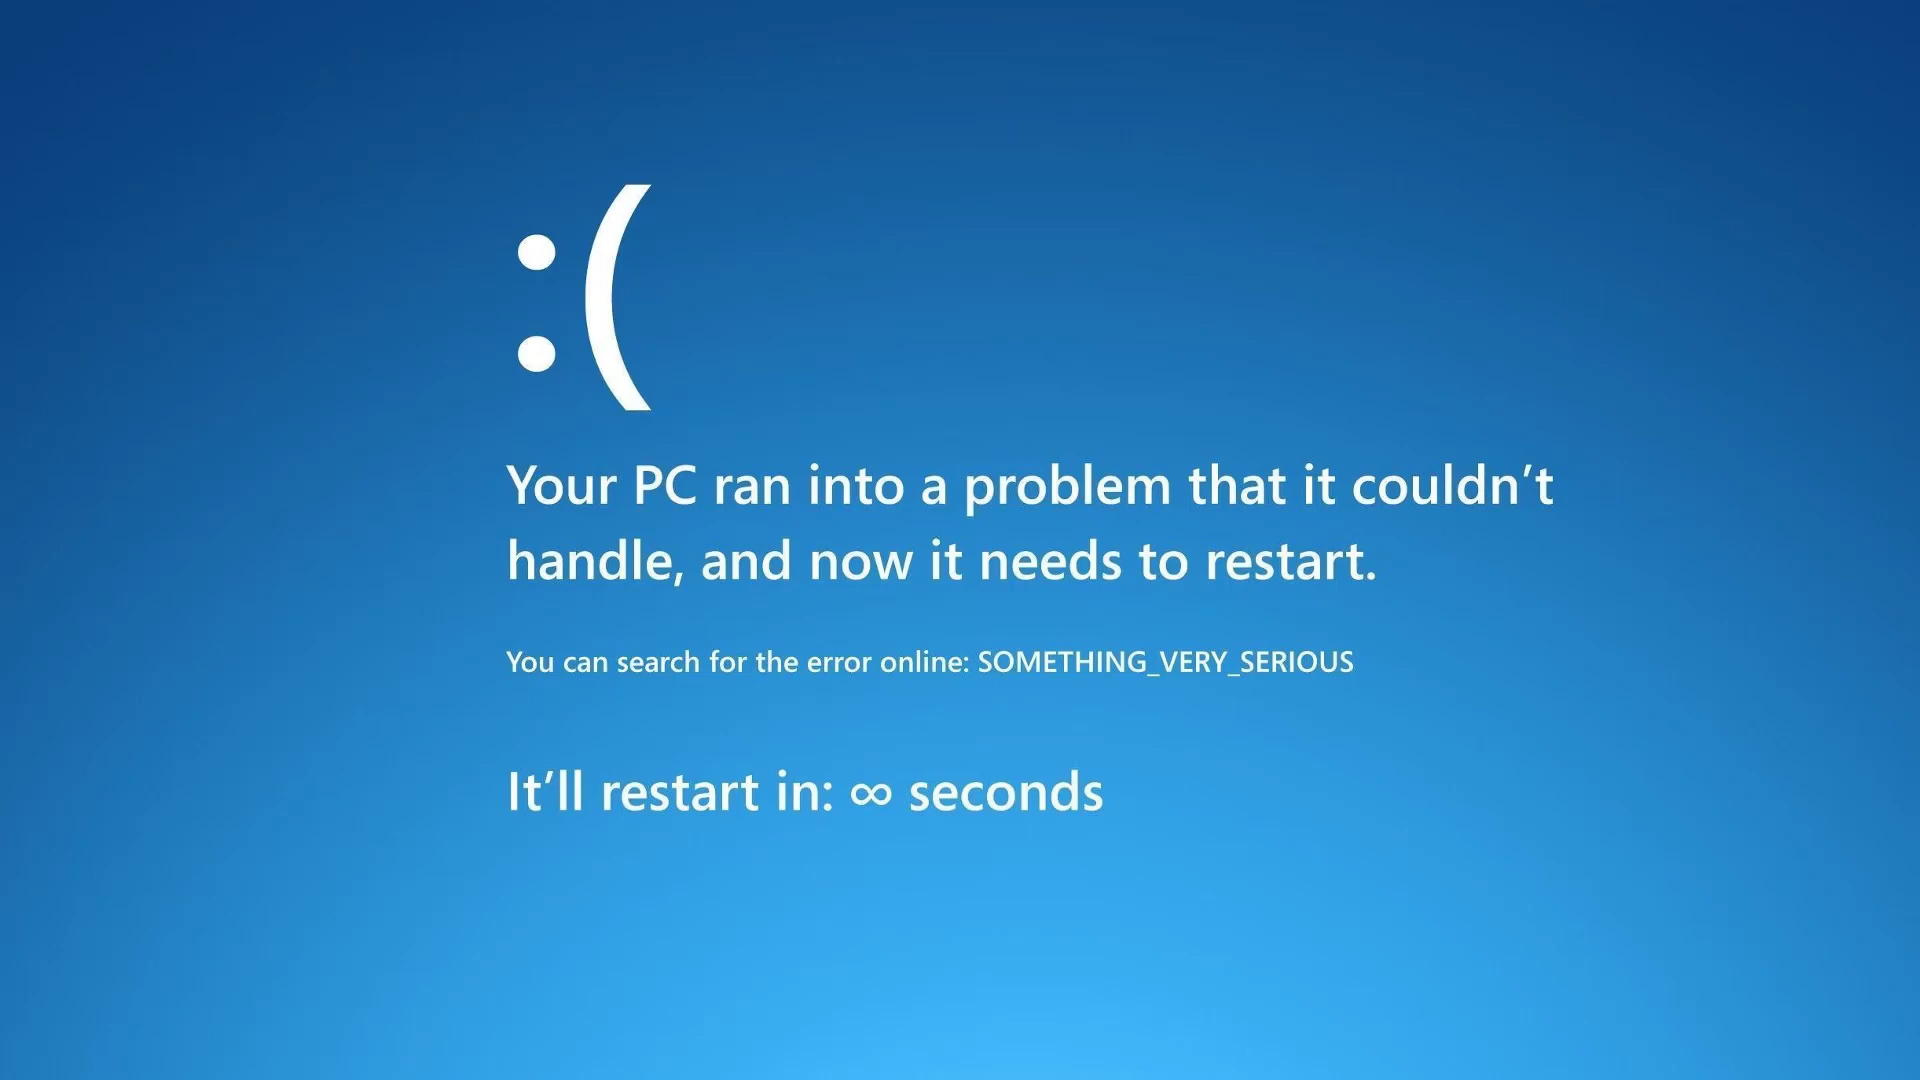 :(
Your PC ran into a problem that it couldn’t
handle, and now it needs to restart.
You can search for the error online: SOMETHING_VERY_SERIOUS
It’ll restart in: ∞ seconds